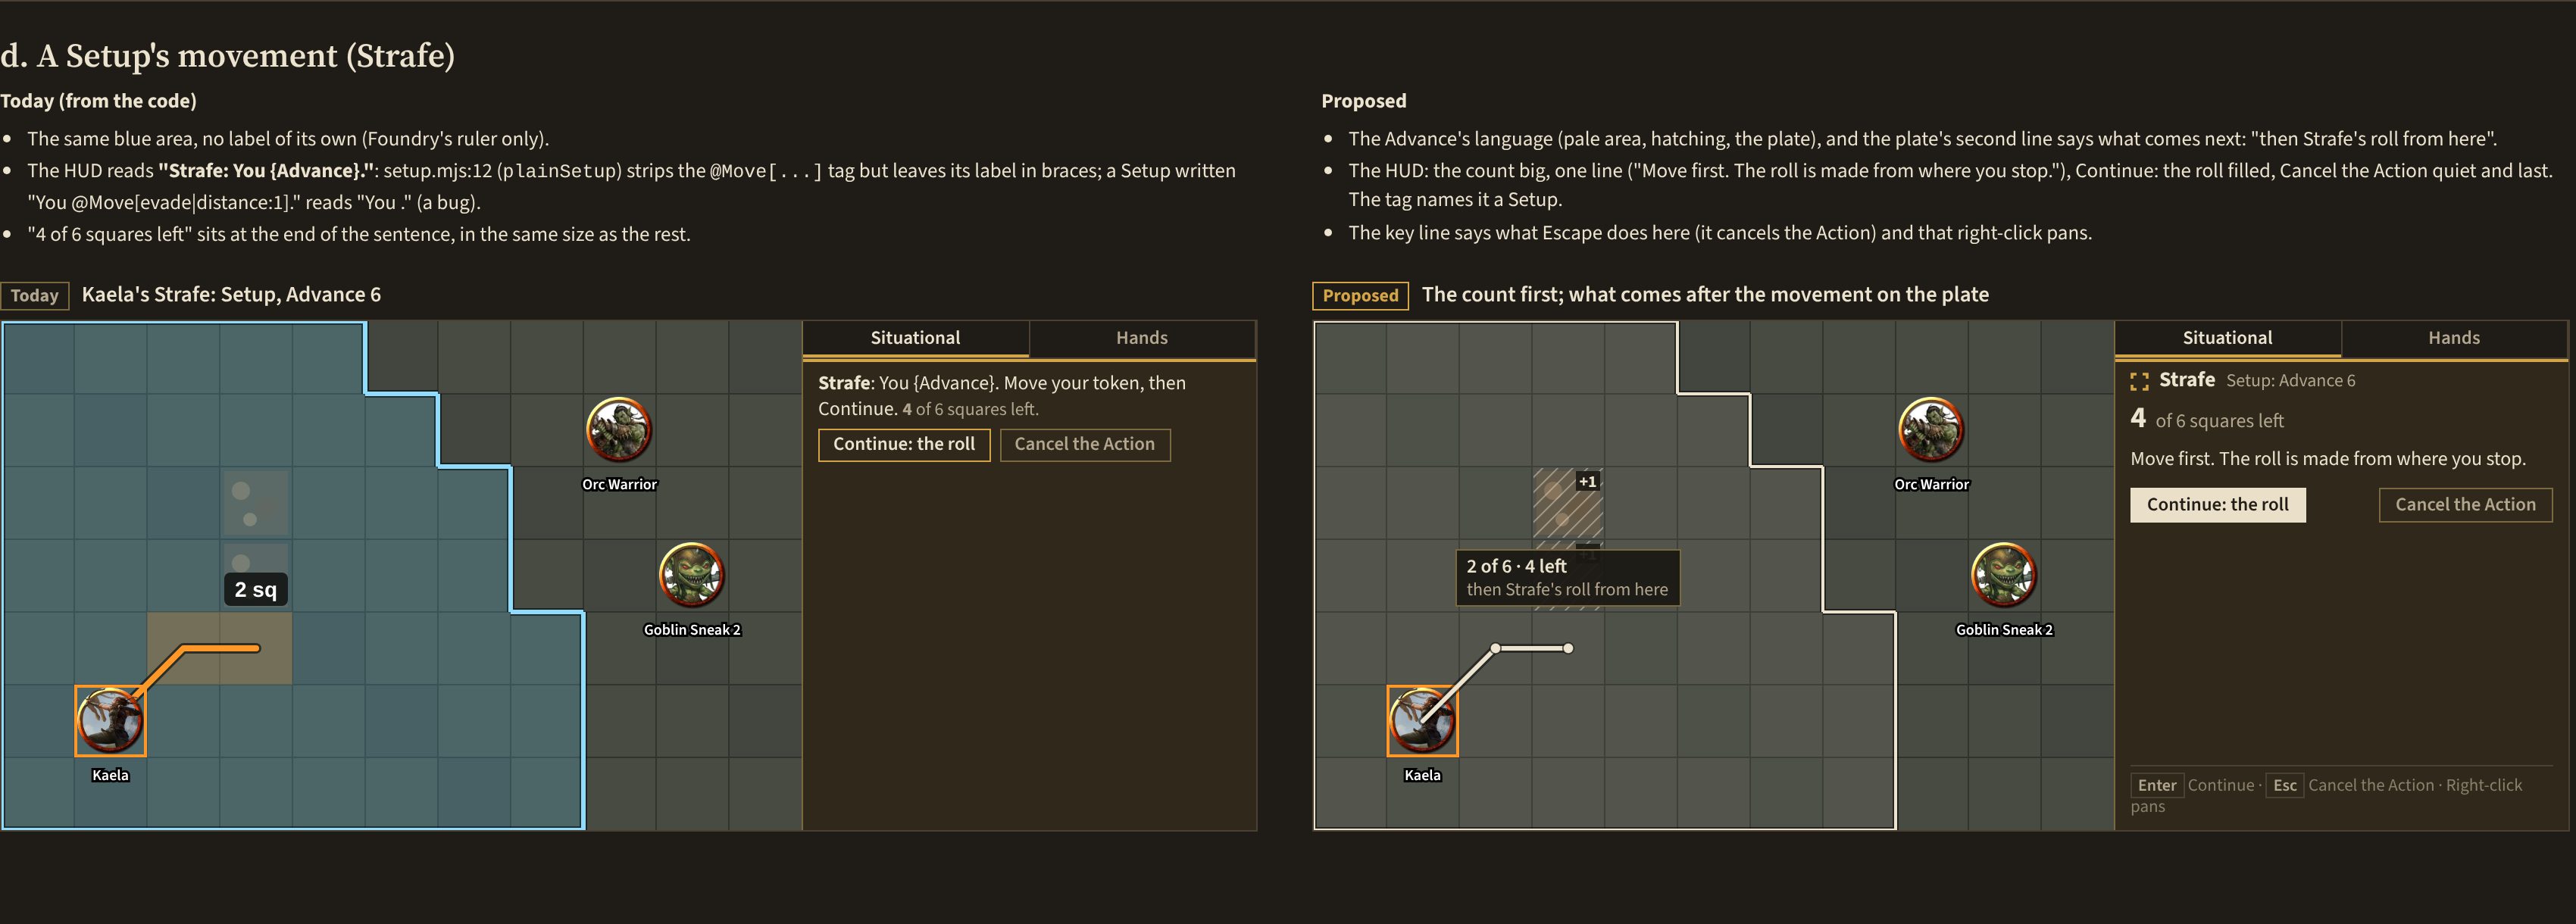 d. A Setup's movement (Strafe)
Today (from the code)
• The same blue area, no label of its own (Foundry's ruler only).
• The HUD reads "Strafe: You {Advance}.": setup.mjs:12 (plainSetup) strips the @Move[...] tag but leaves its label in braces; a Setup written
"You @Move[evade|distance:1]." reads "You ." (a bug).
• "4 of 6 squares left" sits at the end of the sentence, in the same size as the rest.
Proposed
• The Advance's language (pale area, hatching, the plate), and the plate's second line says what comes next: "then Strafe's roll from here".
• The HUD: the count big, one line ("Move first. The roll is made from where you stop."), Continue: the roll filled, Cancel the Action quiet and last.
The tag names it a Setup.
• The key line says what Escape does here (it cancels the Action) and that right-click pans.
Today Kaela's Strafe: Setup, Advance 6
Orc Warrior
2 sq
Goblin Sneak 2
Kaela
Situational Hands
Strafe: You {Advance}. Move your token, then
Continue. 4 of 6 squares left.
Continue: the roll Cancel the Action
Proposed The count first; what comes after the movement on the plate
Orc Warrior
+1
+1
2 of 6 · 4 left
then Strafe's roll from here
Goblin Sneak 2
Kaela
Situational Hands
Strafe Setup: Advance 6
4 of 6 squares left
Move first. The roll is made from where you stop.
Continue: the roll Cancel the Action
Enter Continue · Esc Cancel the Action · Right-click
pans